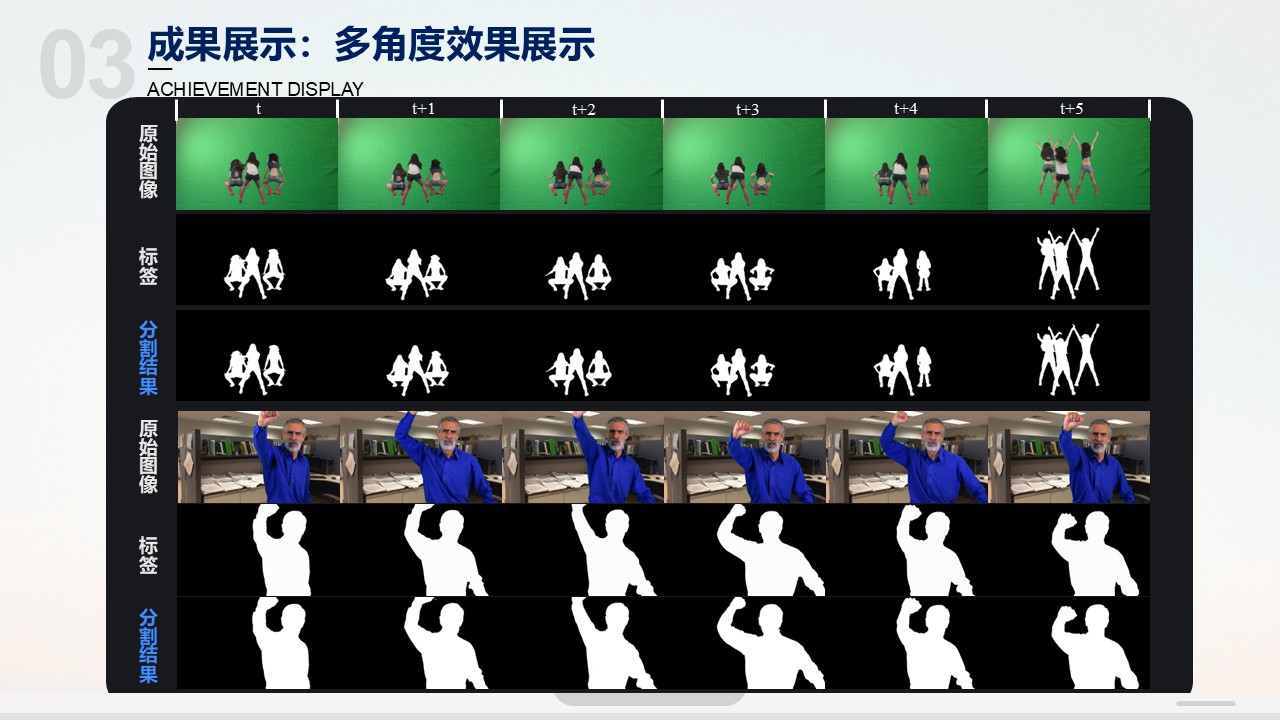 03
成果展示：多角度效果展示
ACHIEVEMENT DISPLAY
t t+1 t+2 t+3 t+4 t+5
原始图像
标签
分割结果
原始图像
标签
分割结果